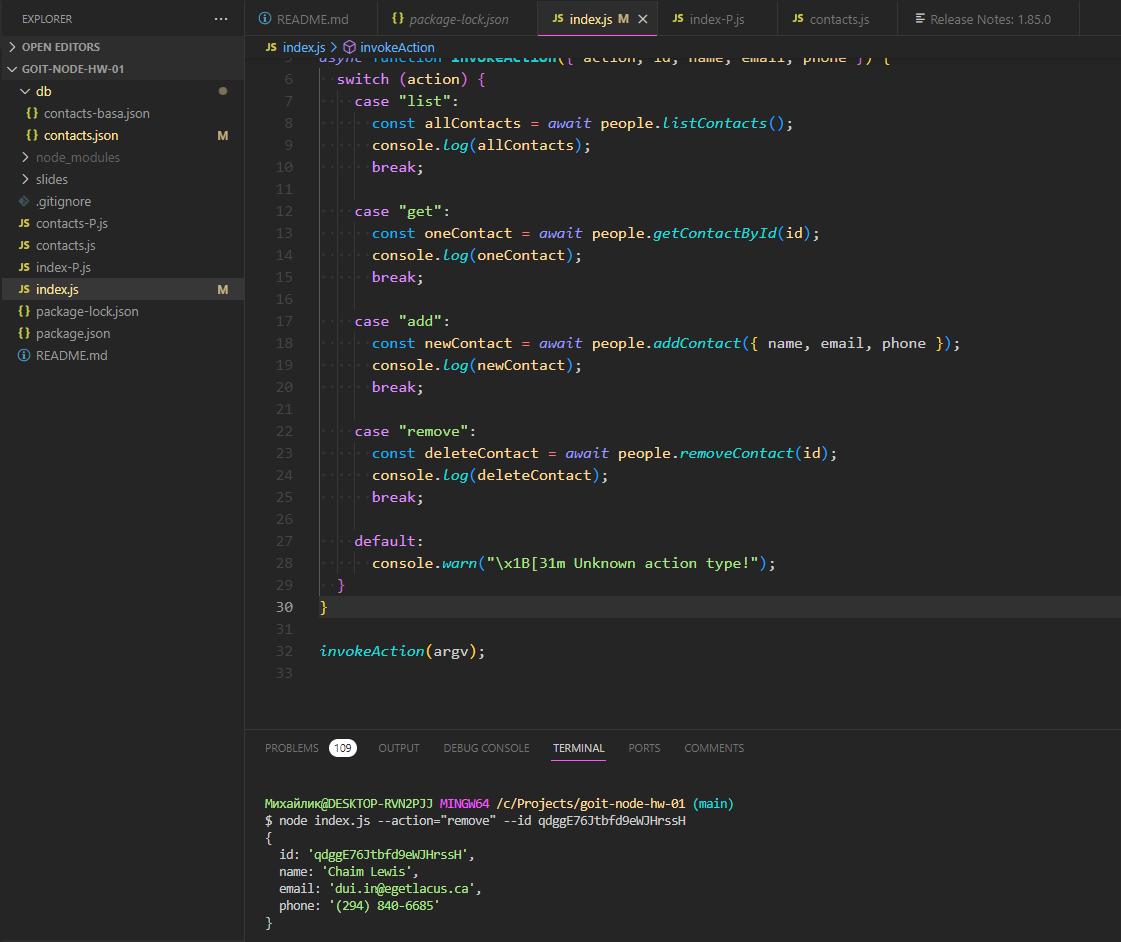 EXPLORER
···
README.md
{} package-lock.json
JS index.js M ×
JS index-P.js
JS contacts.js
Release Notes: 1.85.0
OPEN EDITORS
GOIT-NODE-HW-01
db
{} contacts-basa.json
{} contacts.json M
node_modules
slides
.gitignore
JS contacts-P.js
JS contacts.js
JS index-P.js
JS index.js M
{} package-lock.json
{} package.json
README.md
JS index.js > invokeAction
5 async function invokeAction({ action, id, name, email, phone }) {
6 switch (action) {
7 case "list":
8 const allContacts = await people.listContacts();
9 console.log(allContacts);
10 break;
11
12 case "get":
13 const oneContact = await people.getContactById(id);
14 console.log(oneContact);
15 break;
16
17 case "add":
18 const newContact = await people.addContact({ name, email, phone });
19 console.log(newContact);
20 break;
21
22 case "remove":
23 const deleteContact = await people.removeContact(id);
24 console.log(deleteContact);
25 break;
26
27 default:
28 console.warn("\x1B[31m Unknown action type!");
29 }
30 }
31
32 invokeAction(argv);
33
PROBLEMS 109 OUTPUT DEBUG CONSOLE TERMINAL PORTS COMMENTS
Михайлик@DESKTOP-RVN2PJJ MINGW64 /c/Projects/goit-node-hw-01 (main)
$ node index.js --action="remove" --id qdggE76Jtbfd9eWJHrssH
{
id: 'qdggE76Jtbfd9eWJHrssH',
name: 'Chaim Lewis',
email: 'dui.in@egetlacus.ca',
phone: '(294) 840-6685'
}